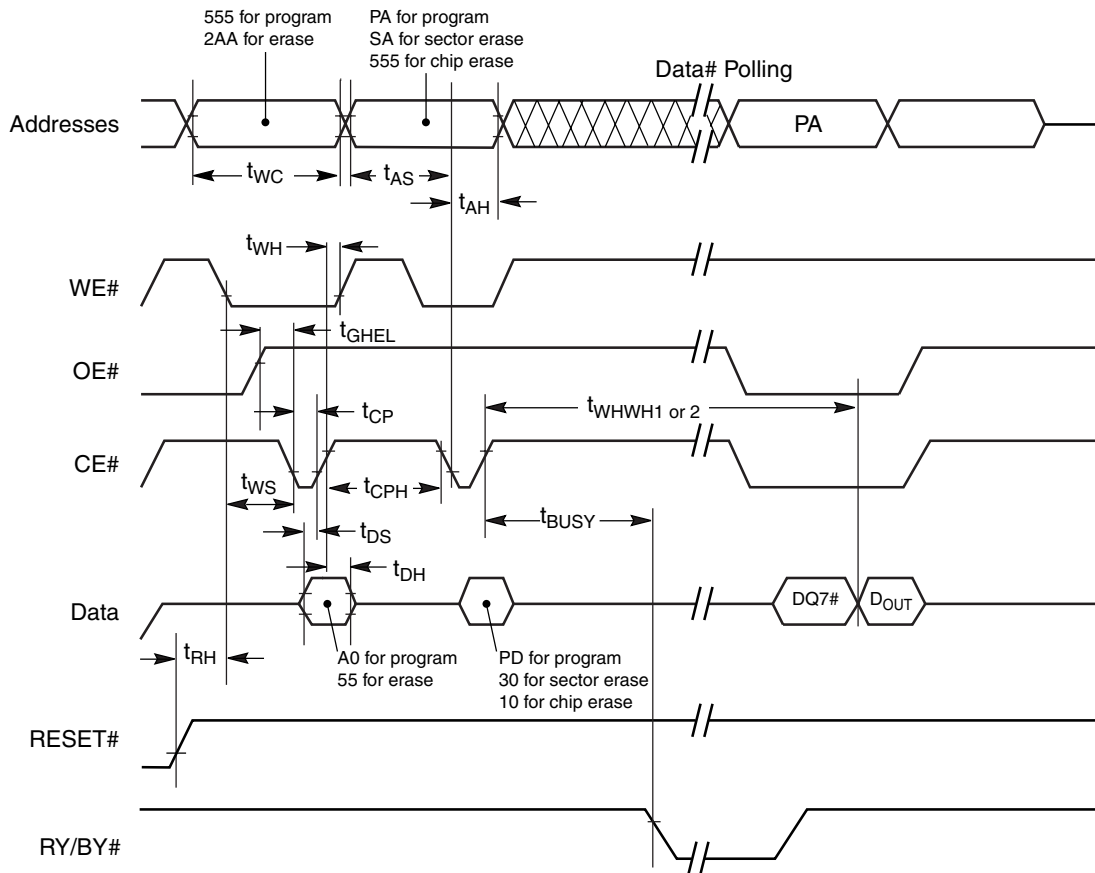 555 for program
2AA for erase
PA for program
SA for sector erase
555 for chip erase
Data# Polling
Addresses
PA
tWC
tAS
tAH
tWH
WE#
tGHEL
OE#
tCP
tWHWH1 or 2
CE#
tWS
tCPH
tBUSY
tDS
tDH
Data
DQ7#
DOUT
tRH
A0 for program
55 for erase
PD for program
30 for sector erase
10 for chip erase
RESET#
RY/BY#